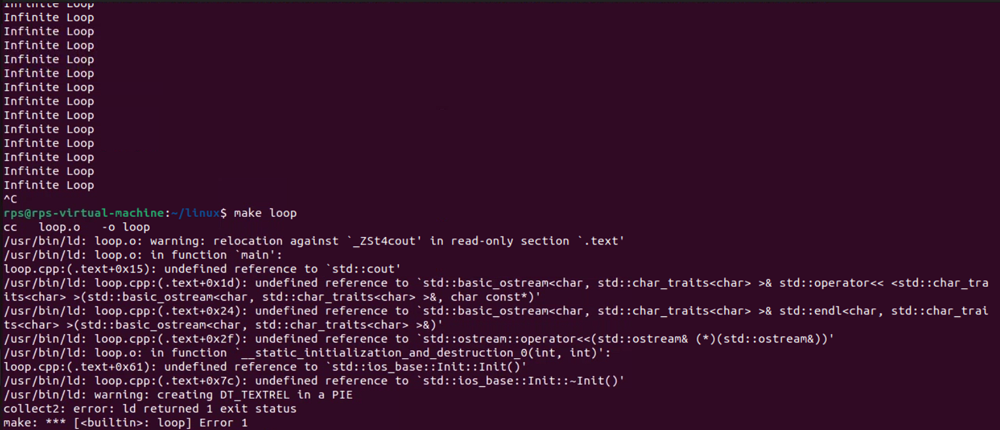 Infinite Loop
Infinite Loop
Infinite Loop
Infinite Loop
Infinite Loop
Infinite Loop
Infinite Loop
Infinite Loop
Infinite Loop
Infinite Loop
Infinite Loop
Infinite Loop
Infinite Loop
Infinite Loop
^C
rps@rps-virtual-machine:~/linux$ make loop
cc   loop.o   -o loop
/usr/bin/ld: loop.o: warning: relocation against `_ZSt4cout' in read-only section `.text'
/usr/bin/ld: loop.o: in function `main':
loop.cpp:(.text+0x15): undefined reference to `std::cout'
/usr/bin/ld: loop.cpp:(.text+0x1d): undefined reference to `std::basic_ostream<char, std::char_traits<char> >& std::operator<< <std::char_tra
its<char> >(std::basic_ostream<char, std::char_traits<char> >&, char const*)'
/usr/bin/ld: loop.cpp:(.text+0x24): undefined reference to `std::basic_ostream<char, std::char_traits<char> >& std::endl<char, std::char_trai
ts<char> >(std::basic_ostream<char, std::char_traits<char> >&)'
/usr/bin/ld: loop.cpp:(.text+0x2f): undefined reference to `std::ostream::operator<<(std::ostream& (*)(std::ostream&))'
/usr/bin/ld: loop.o: in function `__static_initialization_and_destruction_0(int, int)':
loop.cpp:(.text+0x61): undefined reference to `std::ios_base::Init::Init()'
/usr/bin/ld: loop.cpp:(.text+0x7c): undefined reference to `std::ios_base::Init::~Init()'
/usr/bin/ld: warning: creating DT_TEXTREL in a PIE
collect2: error: ld returned 1 exit status
make: *** [<builtin>: loop] Error 1